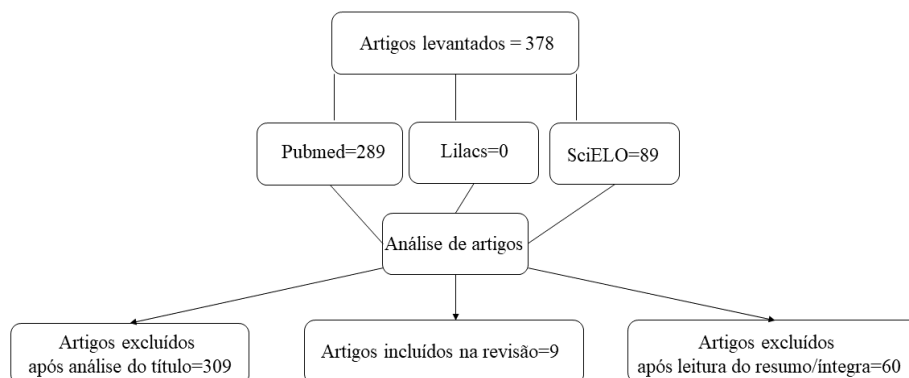 Artigos levantados = 378
Pubmed=289
Lilacs=0
SciELO=89
Análise de artigos
Artigos excluídos
após análise do título=309
Artigos incluídos na revisão=9
Artigos excluídos
após leitura do resumo/íntegra=60